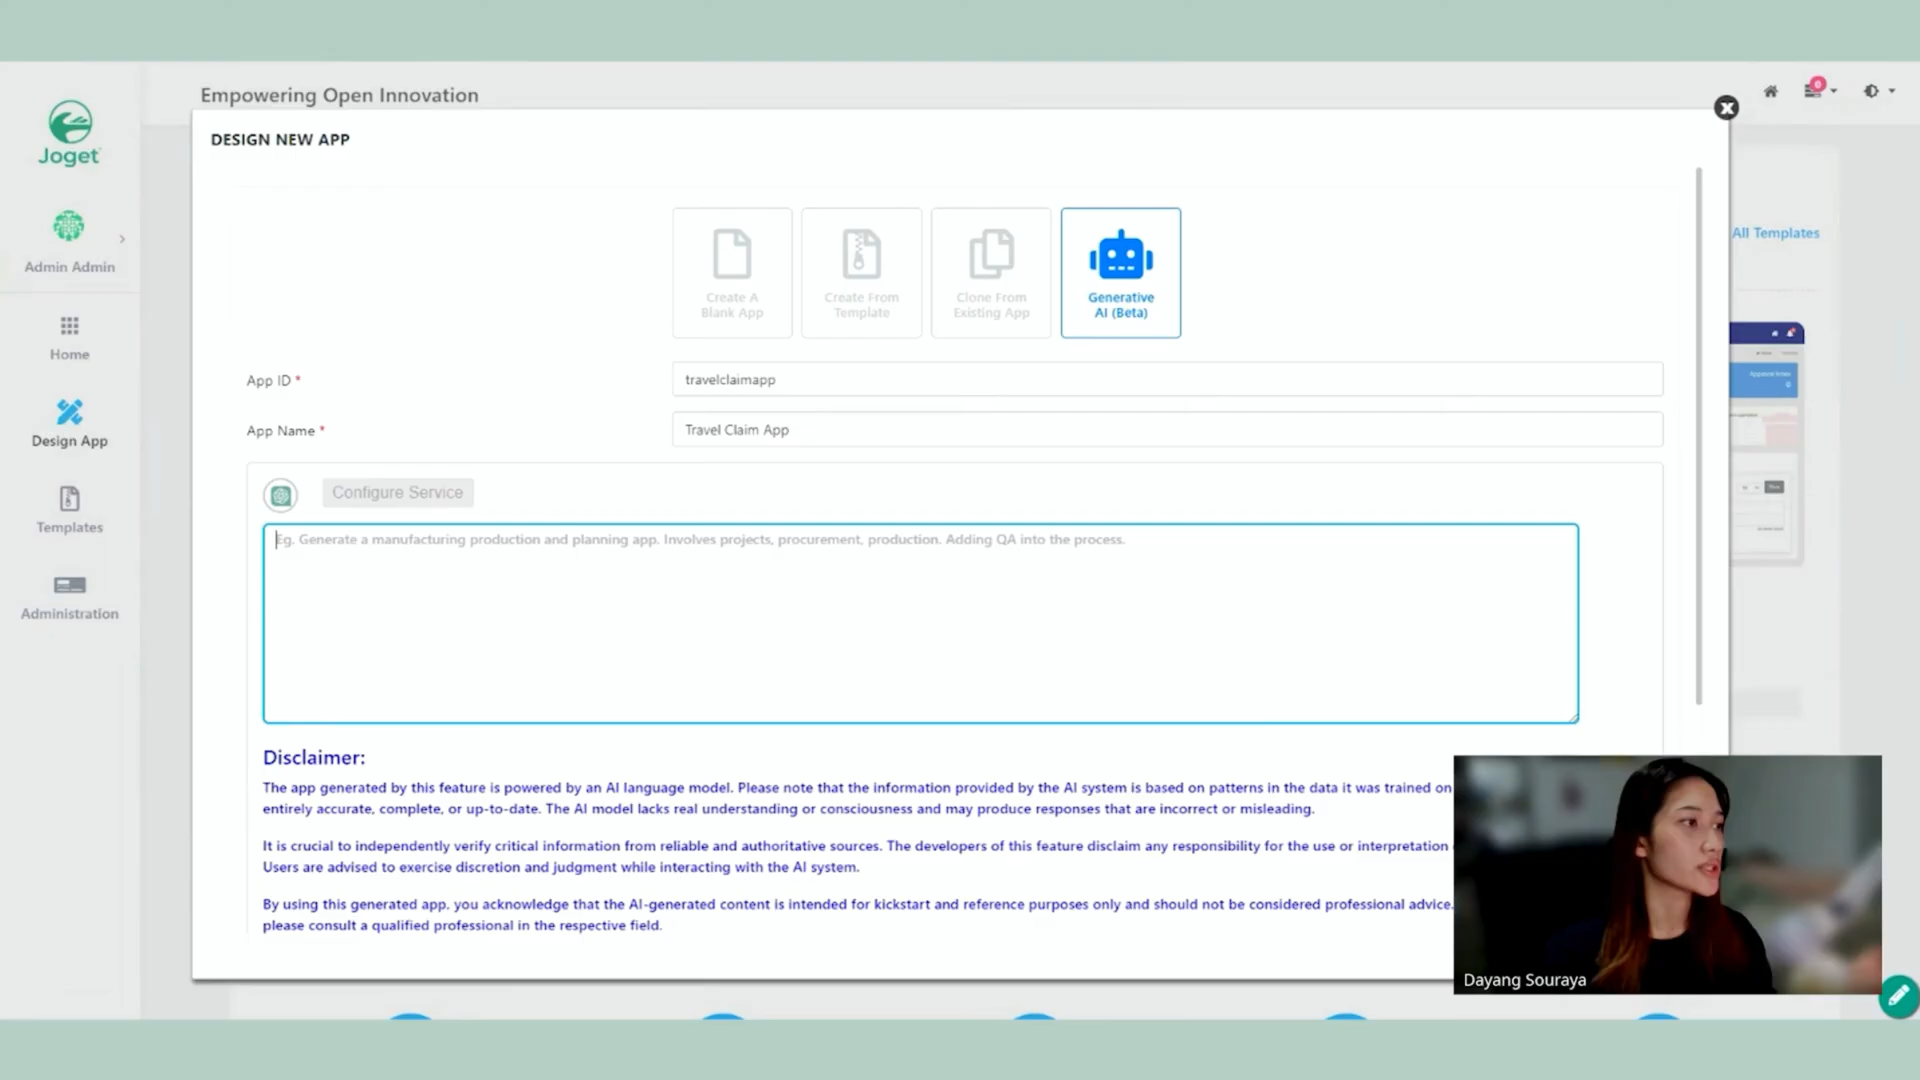 Empowering Open Innovation
0
DESIGN NEW APP
Joget
Admin Admin
Home
Design App
Templates
Administration
All Templates
Create A
Blank App
Create From
Template
Clone From
Existing App
Generative
AI (Beta)
App ID *
travelclaimapp
App Name *
Travel Claim App
Configure Service
Eg. Generate a manufacturing production and planning app. Involves projects, procurement, production. Adding QA into the process.
Disclaimer:
The app generated by this feature is powered by an AI language model. Please note that the information provided by the AI system is based on patterns in the data it was trained on
entirely accurate, complete, or up-to-date. The AI model lacks real understanding or consciousness and may produce responses that are incorrect or misleading.
It is crucial to independently verify critical information from reliable and authoritative sources. The developers of this feature disclaim any responsibility for the use or interpretation
Users are advised to exercise discretion and judgment while interacting with the AI system.
By using this generated app, you acknowledge that the AI-generated content is intended for kickstart and reference purposes only and should not be considered professional advice.
please consult a qualified professional in the respective field.
Dayang Souraya